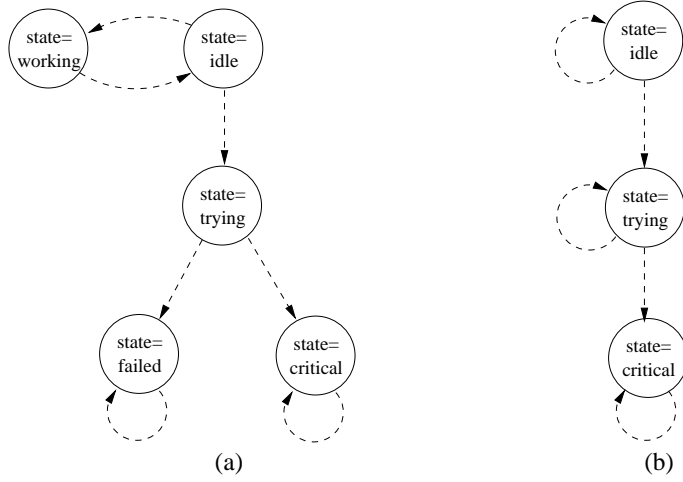 state=
working
state=
idle
state=
trying
state=
failed
state=
critical
(a)
state=
idle
state=
trying
state=
critical
(b)